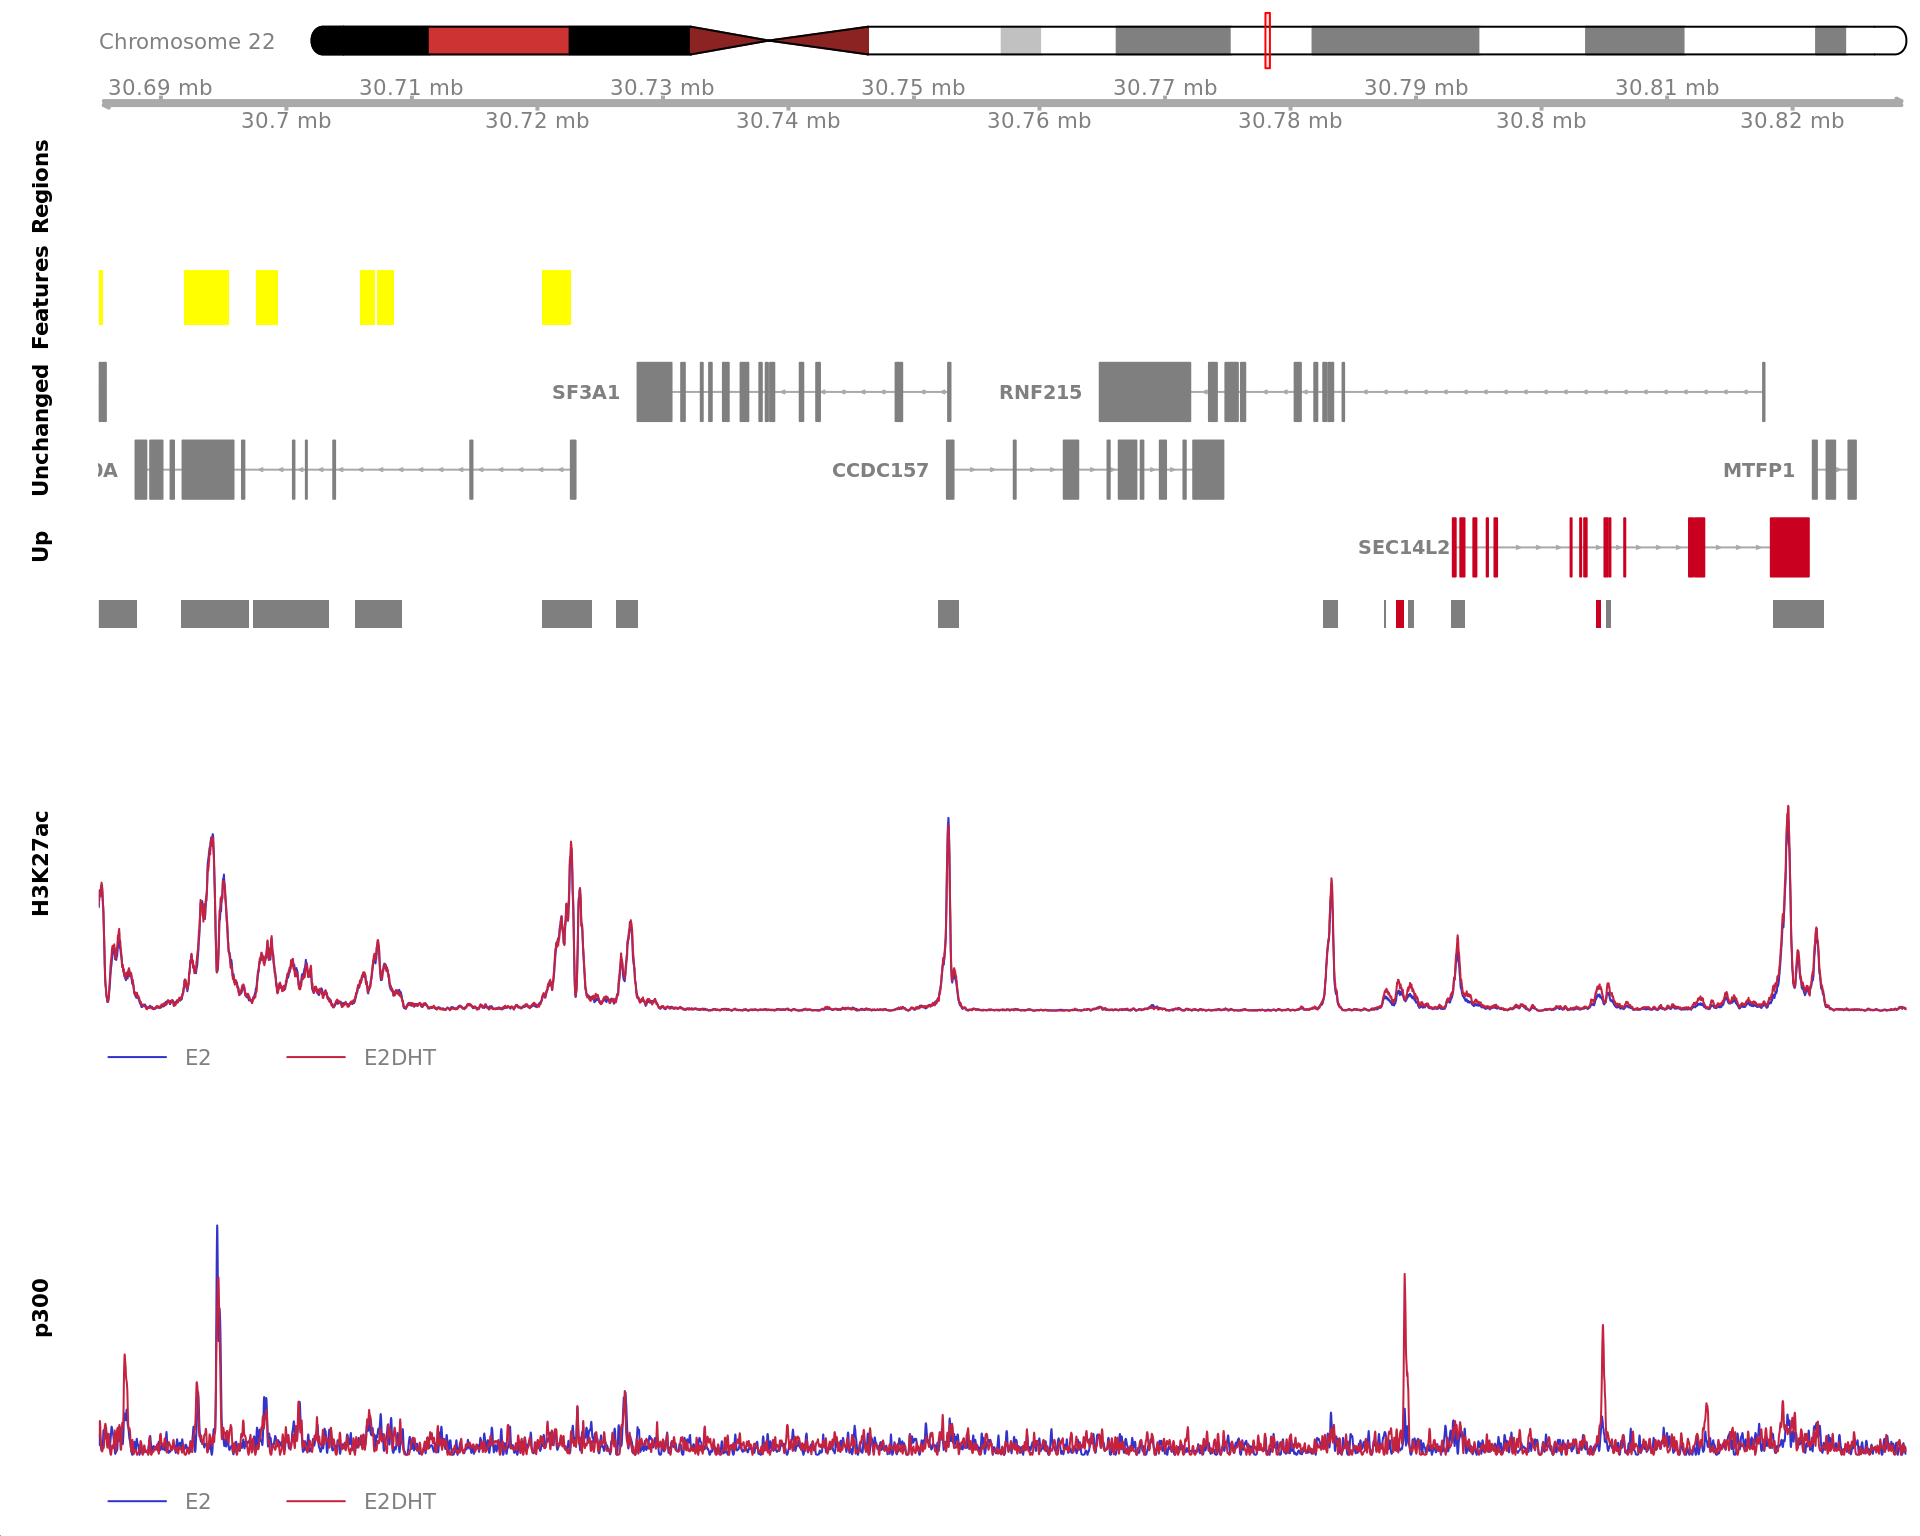 Chromosome 22
30.69 mb 30.71 mb 30.73 mb 30.75 mb 30.77 mb 30.79 mb 30.81 mb
30.7 mb 30.72 mb 30.74 mb 30.76 mb 30.78 mb 30.8 mb 30.82 mb
Regions
Features
Unchanged
SF3A1 RNF215
CCDC157 MTFP1
Up
SEC14L2
H3K27ac
E2 E2DHT
p300
E2 E2DHT